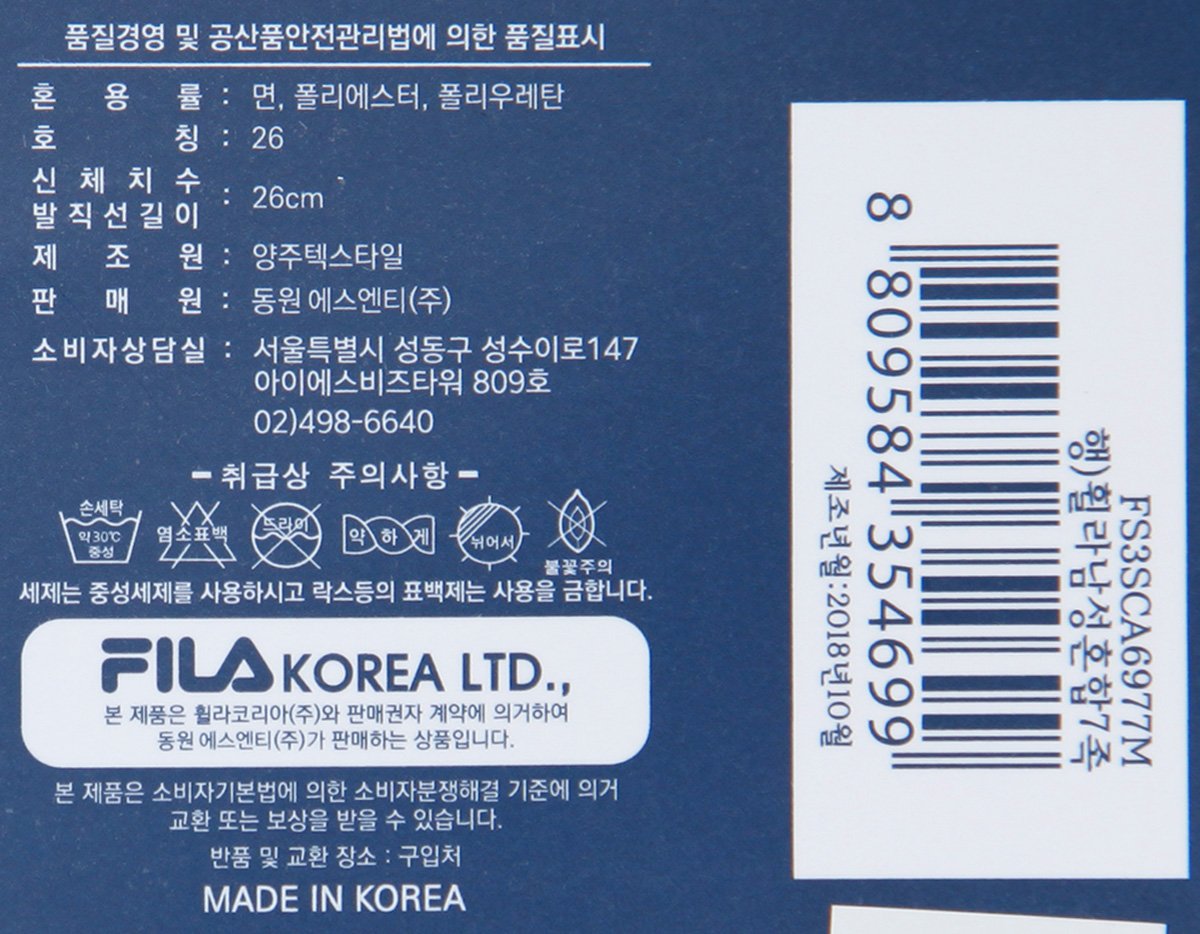 품질경영 및 공산품안전관리법에 의한 품질표시
혼 용 률 : 면, 폴리에스터, 폴리우레탄
호 칭 : 26
신 체 치 수
발 직 선 길 이 : 26cm
제 조 원 : 양주텍스타일
판 매 원 : 동원 에스엔티(주)
소비자상담실 : 서울특별시 성동구 성수이로147
아이에스비즈타워 809호
02)498-6640
- 취급상 주의사항 -
손세탁
약 30℃
중성
염소표백
드라이
약 하 게
뉘어서
불꽃주의
세제는 중성세제를 사용하시고 락스등의 표백제는 사용을 금합니다.
FILA KOREA LTD.,
본 제품은 휠라코리아(주)와 판매권자 계약에 의거하여
동원 에스엔티(주)가 판매하는 상품입니다.
본 제품은 소비자기본법에 의한 소비자분쟁해결 기준에 의거
교환 또는 보상을 받을 수 있습니다.
반품 및 교환 장소 : 구입처
MADE IN KOREA
FS3SCA6977M
행)휠라남성혼합7족
8 809584 354699
제조년월:2018년10월